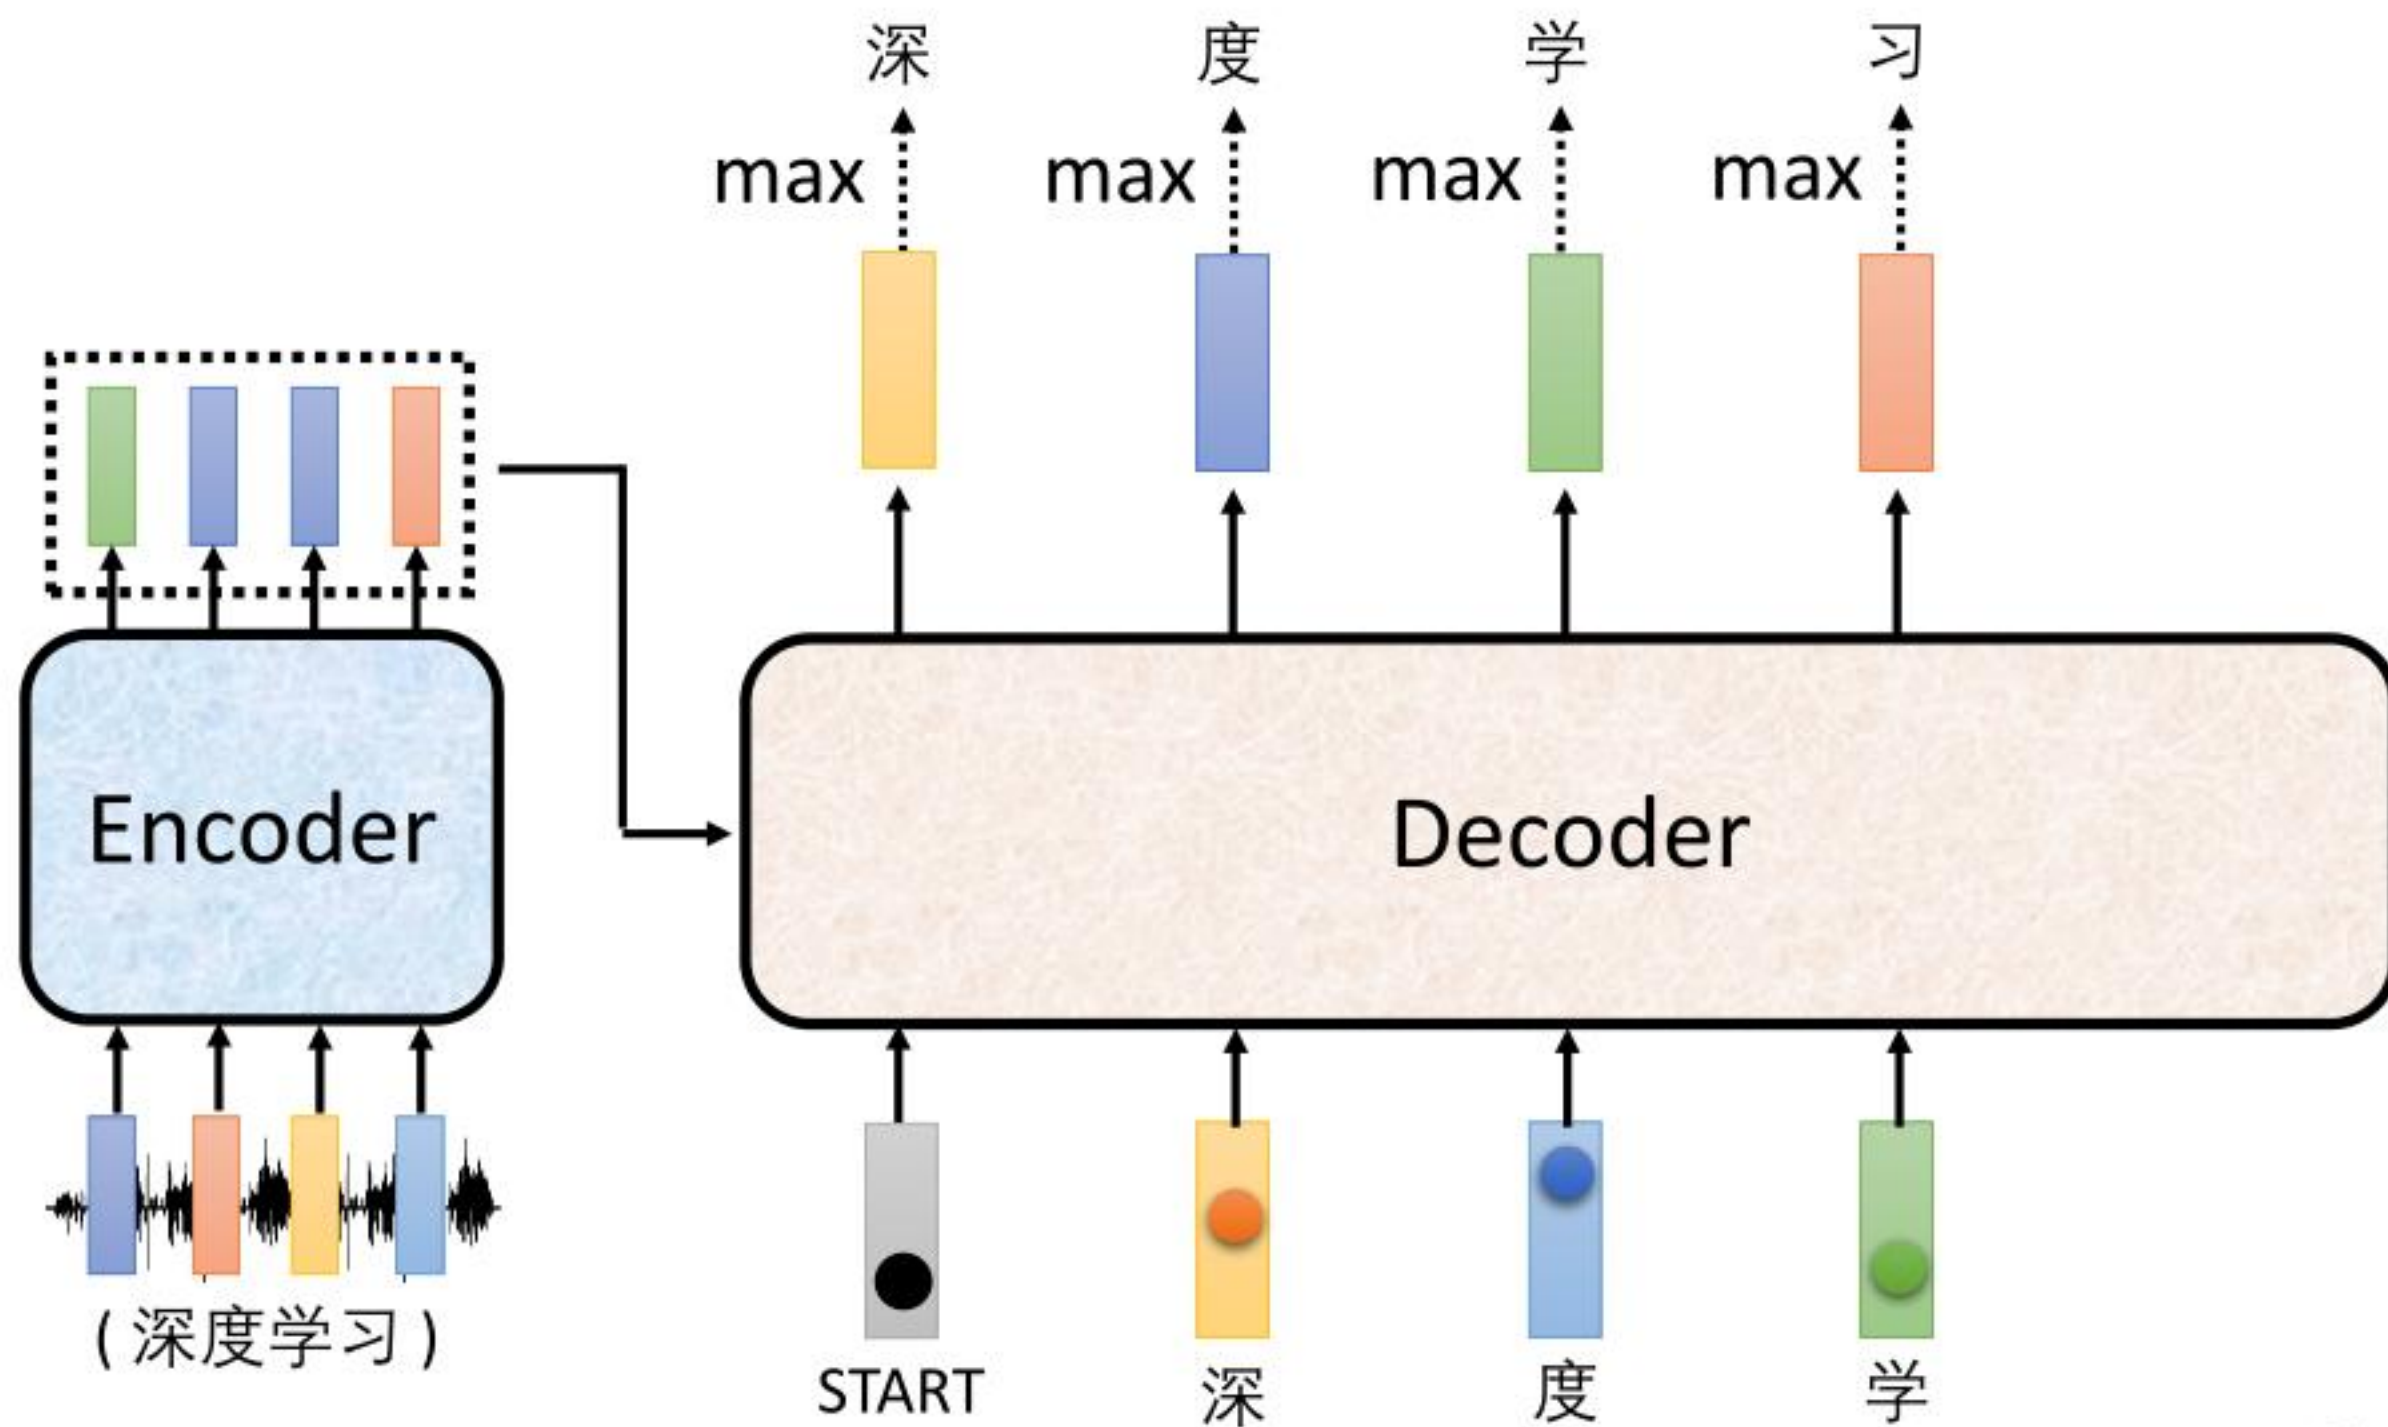 深 度 学 习
max max max max
Encoder
Decoder
(深度学习)
START 深 度 学